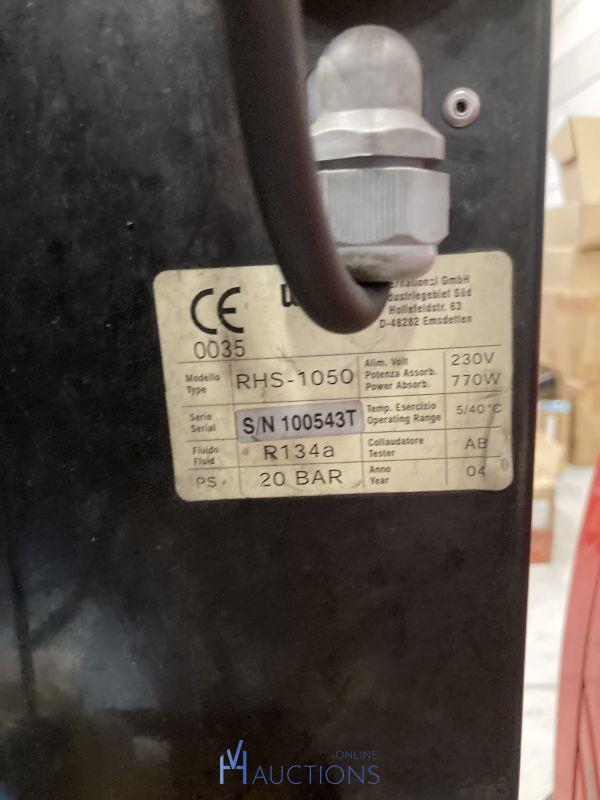 CE
0035
GmbH
Süd
Hollefeldstr. 63
D-48282 Emsdetten
Modello
Type
RHS-1050
Alim. Volt
Potenza Assorb.
Power Absorb.
230V
770W
Serie
Serial
S/N 100543T
Temp. Esercizio
Operating Range
5/40°C
Fluido
Fluid
R134a
Collaudatore
Tester
AB
PS
20 BAR
Anno
Year
04
VH
ONLINE
AUCTIONS